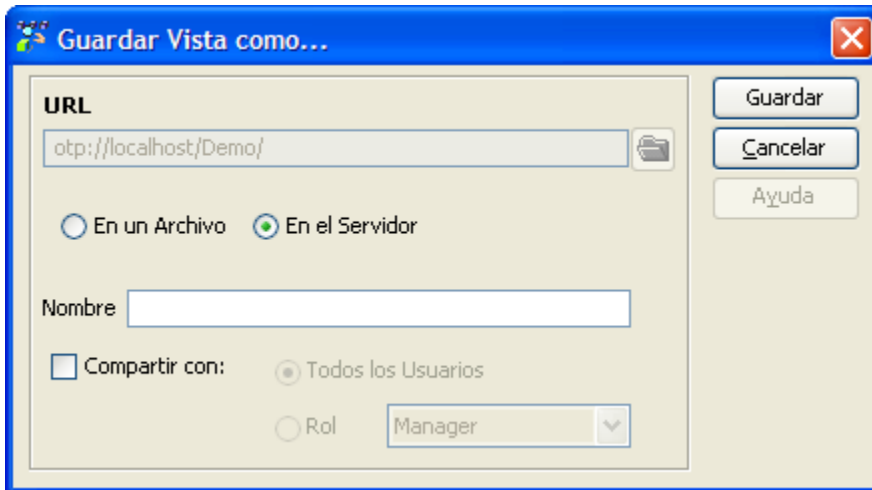 Guardar Vista como...
URL
otp://localhost/Demo/
En un Archivo En el Servidor
Nombre
Compartir con: Todos los Usuarios
Rol Manager
Guardar
Cancelar
Ayuda